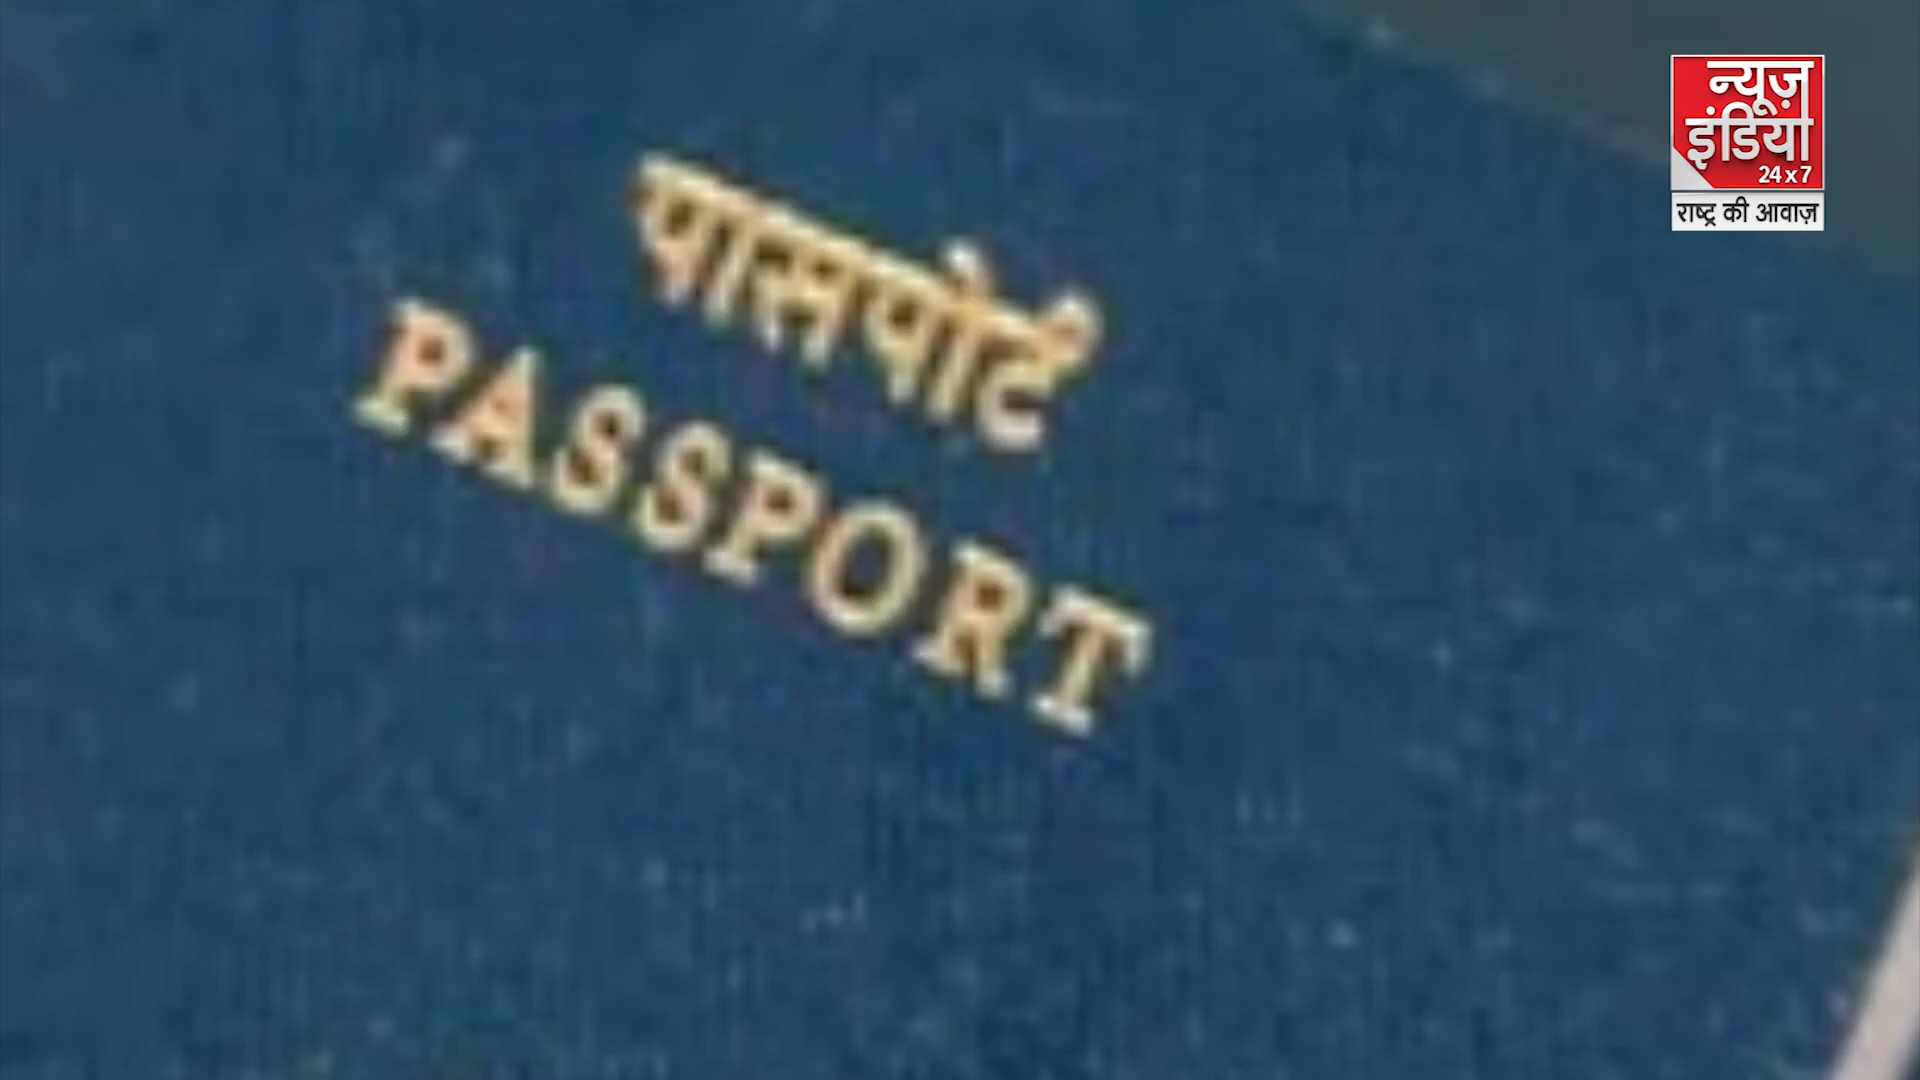 पासपोर्ट
PASSPORT
न्यूज़
इंडिया
24x7
राष्ट्र की आवाज़